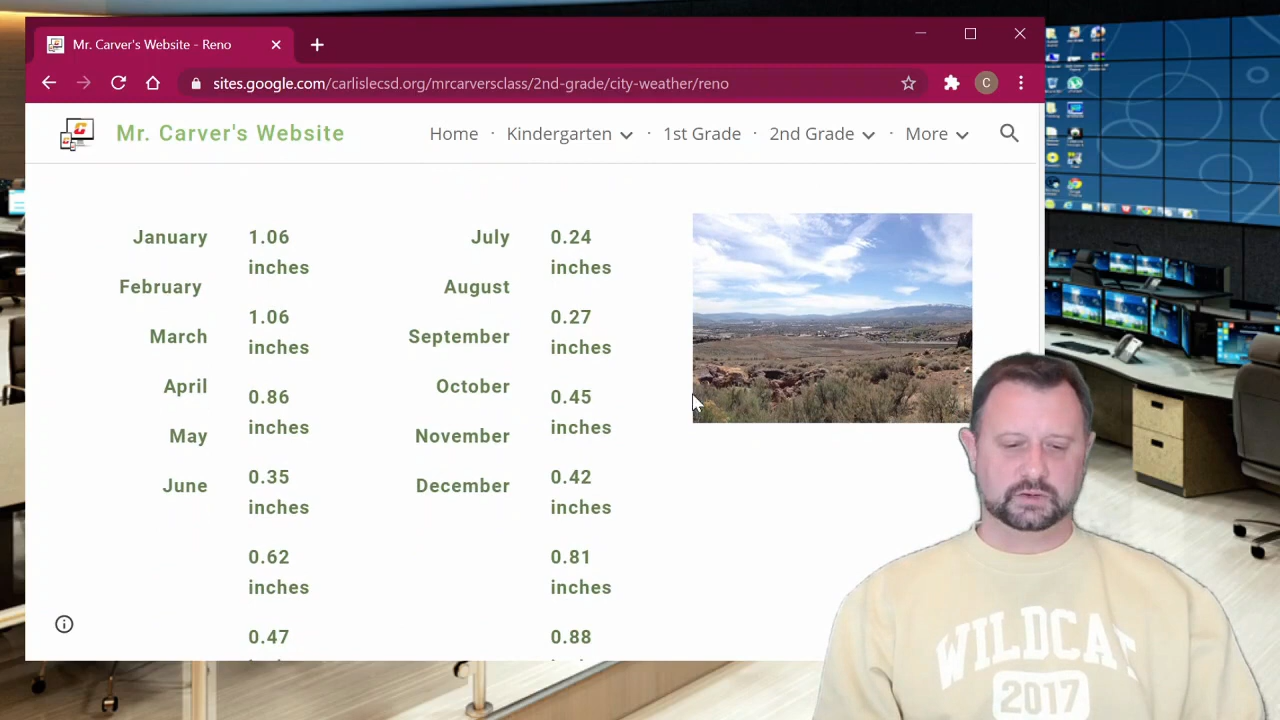 Mr. Carver's Website - Reno
sites.google.com/carlislecsd.org/mrcarversclass/2nd-grade/city-weather/reno
C
Mr. Carver's Website
Home · Kindergarten · 1st Grade · 2nd Grade · More
January
February
March
April
May
June
1.06
inches
1.06
inches
0.86
inches
0.35
inches
0.62
inches
0.47
July
August
September
October
November
December
0.24
inches
0.27
inches
0.45
inches
0.42
inches
0.81
inches
0.88
WILDCAT
2017